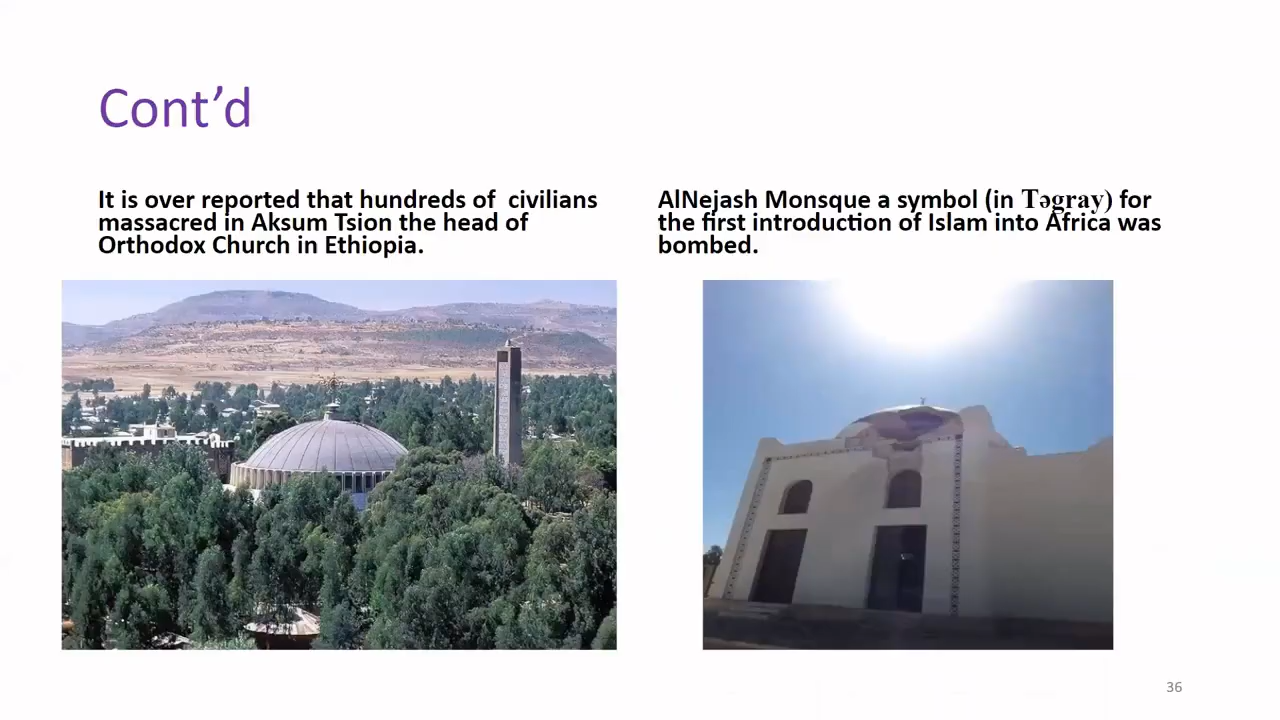 Cont’d
It is over reported that hundreds of  civilians
massacred in Aksum Tsion the head of
Orthodox Church in Ethiopia.
AlNejash Monsque a symbol (in Təgray) for
the first introduction of Islam into Africa was
bombed.
36